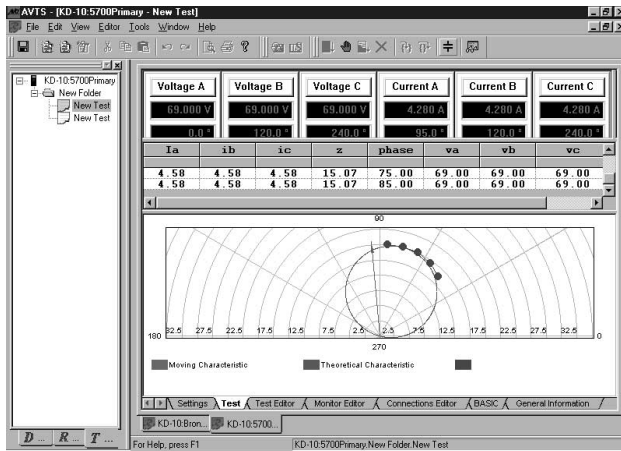 AVTS - [KD-10:5700Primary - New Test]
File Edit View Editor Tools Window Help
KD-10:5700Primary
New Folder
New Test
New Test
Voltage A Voltage B Voltage C Current A Current B Current C
69.000 V 69.000 V 69.000 V 4.280 A 4.280 A 4.280 A
0.0 ° 120.0 ° 240.0 ° 95.0 ° 120.0 ° 240.0 °
Ia ib ic z phase va vb vc
4.58 4.58 4.58 15.07 75.00 69.00 69.00 69.00
4.58 4.58 4.58 15.07 85.00 69.00 69.00 69.00
90
180 32.5 27.5 22.5 17.5 12.5 7.5 2.5 2.5 7.5 12.5 17.5 22.5 27.5 32.5 0
270
Moving Characteristic Theoretical Characteristic
Settings Test Test Editor Monitor Editor Connections Editor BASIC General Information
KD-10:Bron... KD-10:5700...
D ... R ... T ...
For Help, press F1 KD-10:5700Primary.New Folder.New Test